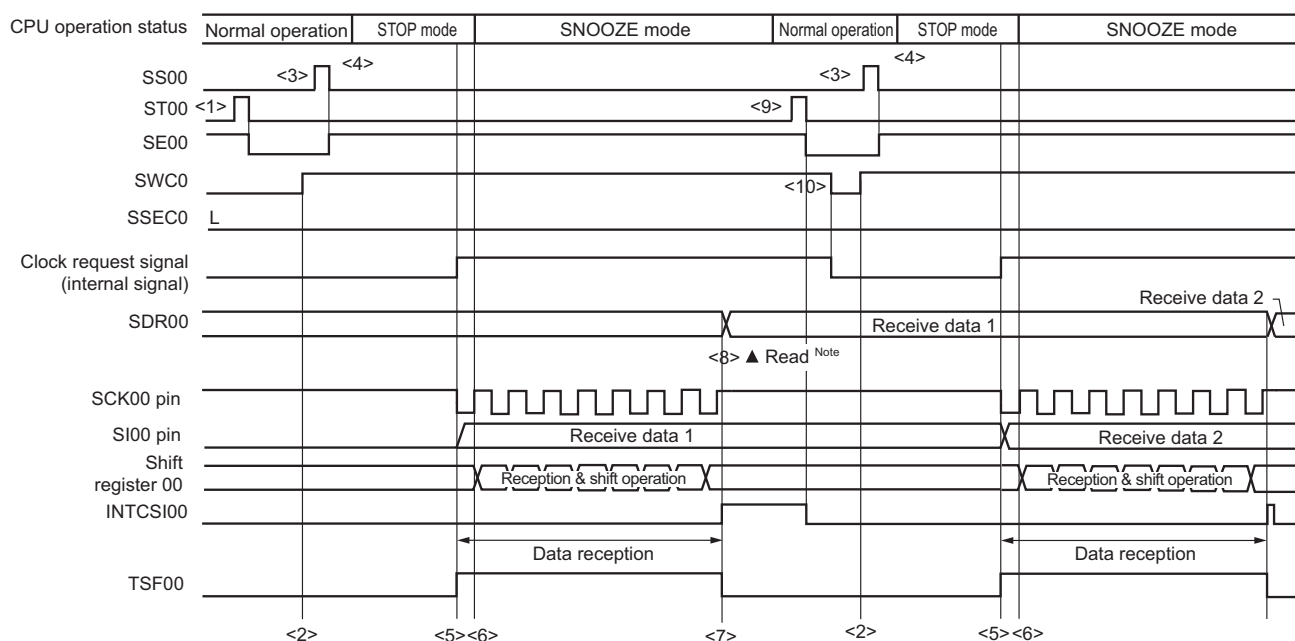 CPU operation status
Normal operation
STOP mode
SNOOZE mode
Normal operation
STOP mode
SNOOZE mode
SS00
<3>
<4>
<3>
<4>
ST00
<1>
<9>
SE00
SWC0
<10>
SSEC0
L
Clock request signal
(internal signal)
Receive data 2
SDR00
Receive data 1
<8> ▲ Read Note
SCK00 pin
SI00 pin
Receive data 1
Receive data 2
Shift
register 00
Reception & shift operation
Reception & shift operation
INTCSI00
Data reception
Data reception
TSF00
<2>
<5>
<6>
<7>
<2>
<5>
<6>